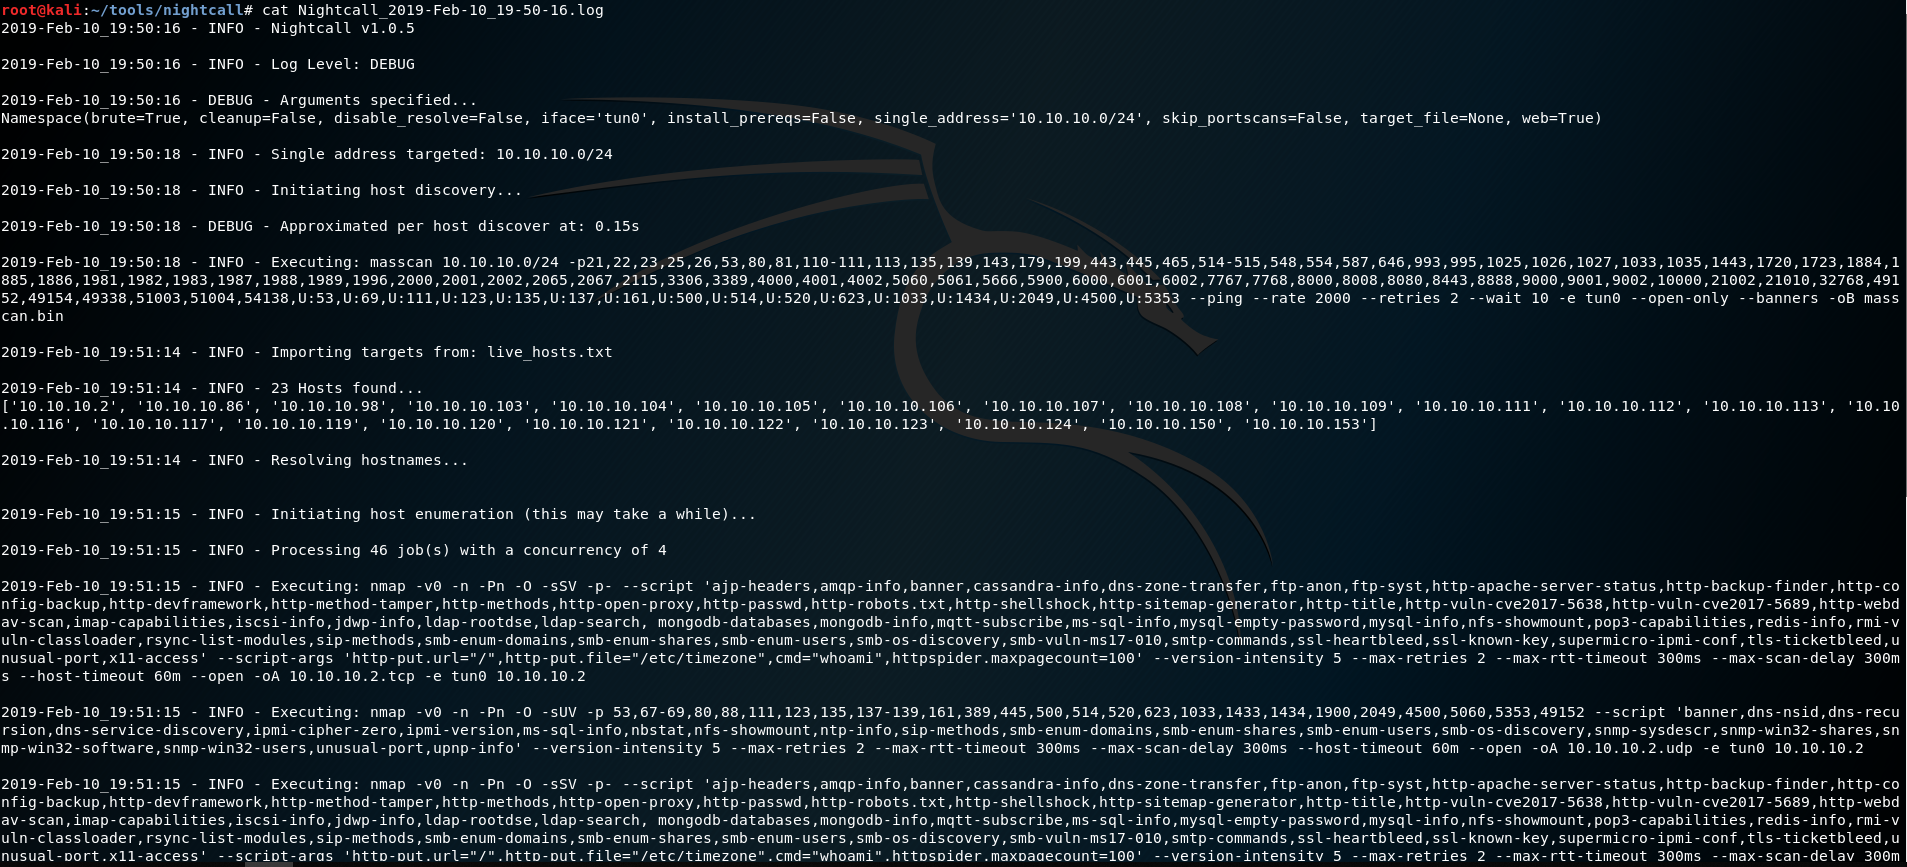 root@kali:~/tools/nightcall# cat Nightcall_2019-Feb-10_19-50-16.log
2019-Feb-10_19:50:16 - INFO - Nightcall v1.0.5
2019-Feb-10_19:50:16 - INFO - Log Level: DEBUG
2019-Feb-10_19:50:16 - DEBUG - Arguments specified...
Namespace(brute=True, cleanup=False, disable_resolve=False, iface='tun0', install_prereqs=False, single_address='10.10.10.0/24', skip_portscans=False, target_file=None, web=True)
2019-Feb-10_19:50:18 - INFO - Single address targeted: 10.10.10.0/24
2019-Feb-10_19:50:18 - INFO - Initiating host discovery...
2019-Feb-10_19:50:18 - DEBUG - Approximated per host discover at: 0.15s
2019-Feb-10_19:50:18 - INFO - Executing: masscan 10.10.10.0/24 -p21,22,23,25,26,53,80,81,110-111,113,135,139,143,179,199,443,445,465,514-515,548,554,587,646,993,995,1025,1026,1027,1033,1035,1443,1720,1723,1884,1
885,1886,1981,1982,1983,1987,1988,1989,1996,2000,2001,2002,2065,2067,2115,3306,3389,4000,4001,4002,5060,5061,5666,5900,6000,6001,6002,7767,7768,8000,8008,8080,8443,8888,9000,9001,9002,10000,21002,21010,32768,491
52,49154,49338,51003,51004,54138,U:53,U:69,U:111,U:123,U:135,U:137,U:161,U:500,U:514,U:520,U:623,U:1033,U:1434,U:2049,U:4500,U:5353 --ping --rate 2000 --retries 2 --wait 10 -e tun0 --open-only --banners -oB mass
can.bin
2019-Feb-10_19:51:14 - INFO - Importing targets from: live_hosts.txt
2019-Feb-10_19:51:14 - INFO - 23 Hosts found...
['10.10.10.2', '10.10.10.86', '10.10.10.98', '10.10.10.103', '10.10.10.104', '10.10.10.105', '10.10.10.106', '10.10.10.107', '10.10.10.108', '10.10.10.109', '10.10.10.111', '10.10.10.112', '10.10.10.113', '10.10
.10.116', '10.10.10.117', '10.10.10.119', '10.10.10.120', '10.10.10.121', '10.10.10.122', '10.10.10.123', '10.10.10.124', '10.10.10.150', '10.10.10.153']
2019-Feb-10_19:51:14 - INFO - Resolving hostnames...
2019-Feb-10_19:51:15 - INFO - Initiating host enumeration (this may take a while)...
2019-Feb-10_19:51:15 - INFO - Processing 46 job(s) with a concurrency of 4
2019-Feb-10_19:51:15 - INFO - Executing: nmap -v0 -n -Pn -O -sSV -p- --script 'ajp-headers,amqp-info,banner,cassandra-info,dns-zone-transfer,ftp-anon,ftp-syst,http-apache-server-status,http-backup-finder,http-co
nfig-backup,http-devframework,http-method-tamper,http-methods,http-open-proxy,http-passwd,http-robots.txt,http-shellshock,http-sitemap-generator,http-title,http-vuln-cve2017-5638,http-vuln-cve2017-5689,http-webd
av-scan,imap-capabilities,iscsi-info,jdwp-info,ldap-rootdse,ldap-search, mongodb-databases,mongodb-info,mqtt-subscribe,ms-sql-info,mysql-empty-password,mysql-info,nfs-showmount,pop3-capabilities,redis-info,rmi-v
uln-classloader,rsync-list-modules,sip-methods,smb-enum-domains,smb-enum-shares,smb-enum-users,smb-os-discovery,smb-vuln-ms17-010,smtp-commands,ssl-heartbleed,ssl-known-key,supermicro-ipmi-conf,tls-ticketbleed,u
nusual-port,x11-access' --script-args 'http-put.url="/",http-put.file="/etc/timezone",cmd="whoami",httpspider.maxpagecount=100' --version-intensity 5 --max-retries 2 --max-rtt-timeout 300ms --max-scan-delay 300m
s --host-timeout 60m --open -oA 10.10.10.2.tcp -e tun0 10.10.10.2
2019-Feb-10_19:51:15 - INFO - Executing: nmap -v0 -n -Pn -O -sUV -p 53,67-69,80,88,111,123,135,137-139,161,389,445,500,514,520,623,1033,1433,1434,1900,2049,4500,5060,5353,49152 --script 'banner,dns-nsid,dns-recu
rsion,dns-service-discovery,ipmi-cipher-zero,ipmi-version,ms-sql-info,nbstat,nfs-showmount,ntp-info,sip-methods,smb-enum-domains,smb-enum-shares,smb-enum-users,smb-os-discovery,snmp-sysdescr,snmp-win32-shares,sn
mp-win32-software,snmp-win32-users,unusual-port,upnp-info' --version-intensity 5 --max-retries 2 --max-rtt-timeout 300ms --max-scan-delay 300ms --host-timeout 60m --open -oA 10.10.10.2.udp -e tun0 10.10.10.2
2019-Feb-10_19:51:15 - INFO - Executing: nmap -v0 -n -Pn -O -sSV -p- --script 'ajp-headers,amqp-info,banner,cassandra-info,dns-zone-transfer,ftp-anon,ftp-syst,http-apache-server-status,http-backup-finder,http-co
nfig-backup,http-devframework,http-method-tamper,http-methods,http-open-proxy,http-passwd,http-robots.txt,http-shellshock,http-sitemap-generator,http-title,http-vuln-cve2017-5638,http-vuln-cve2017-5689,http-webd
av-scan,imap-capabilities,iscsi-info,jdwp-info,ldap-rootdse,ldap-search, mongodb-databases,mongodb-info,mqtt-subscribe,ms-sql-info,mysql-empty-password,mysql-info,nfs-showmount,pop3-capabilities,redis-info,rmi-v
uln-classloader,rsync-list-modules,sip-methods,smb-enum-domains,smb-enum-shares,smb-enum-users,smb-os-discovery,smb-vuln-ms17-010,smtp-commands,ssl-heartbleed,ssl-known-key,supermicro-ipmi-conf,tls-ticketbleed,u
nusual-port,x11-access' --script-args 'http-put.url="/",http-put.file="/etc/timezone",cmd="whoami",httpspider.maxpagecount=100' --version-intensity 5 --max-retries 2 --max-rtt-timeout 300ms --max-scan-delay 300m